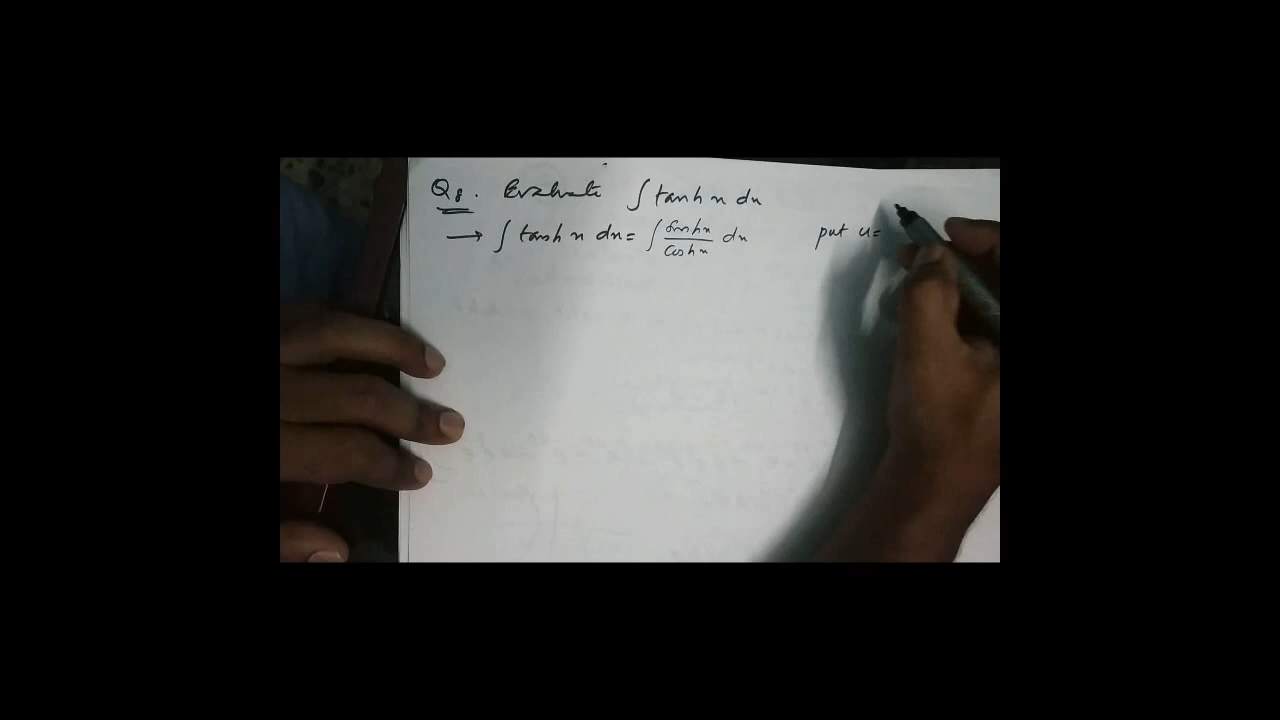 Q8. Evaluate ∫ tanh x dx
→ ∫ tanh x dx = ∫ sinh x / cosh x dx put u =